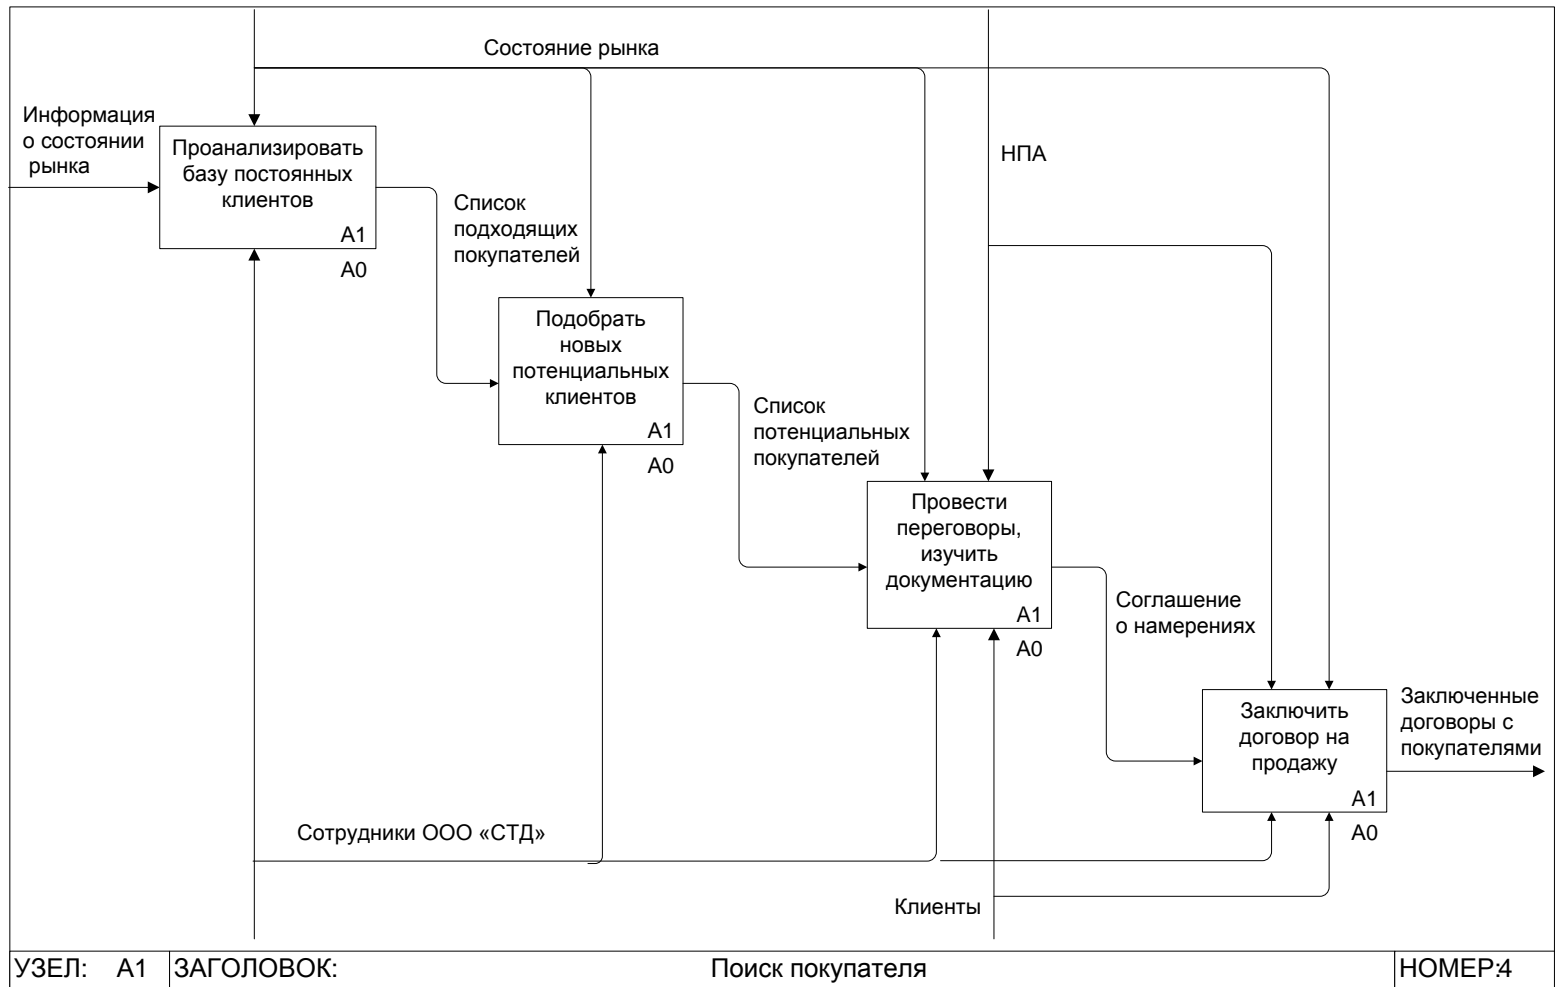 Состояние рынка
Информация
о состоянии
рынка
Проанализировать
базу постоянных
клиентов
A1
A0
НПА
Список
подходящих
покупателей
Подобрать
новых
потенциальных
клиентов
A1
A0
Список
потенциальных
покупателей
Провести
переговоры,
изучить
документацию
A1
A0
Соглашение
о намерениях
Заключить
договор на
продажу
A1
A0
Заключенные
договоры с
покупателями
Сотрудники ООО «СТД»
Клиенты
УЗЕЛ: A1 ЗАГОЛОВОК: Поиск покупателя НОМЕР:4